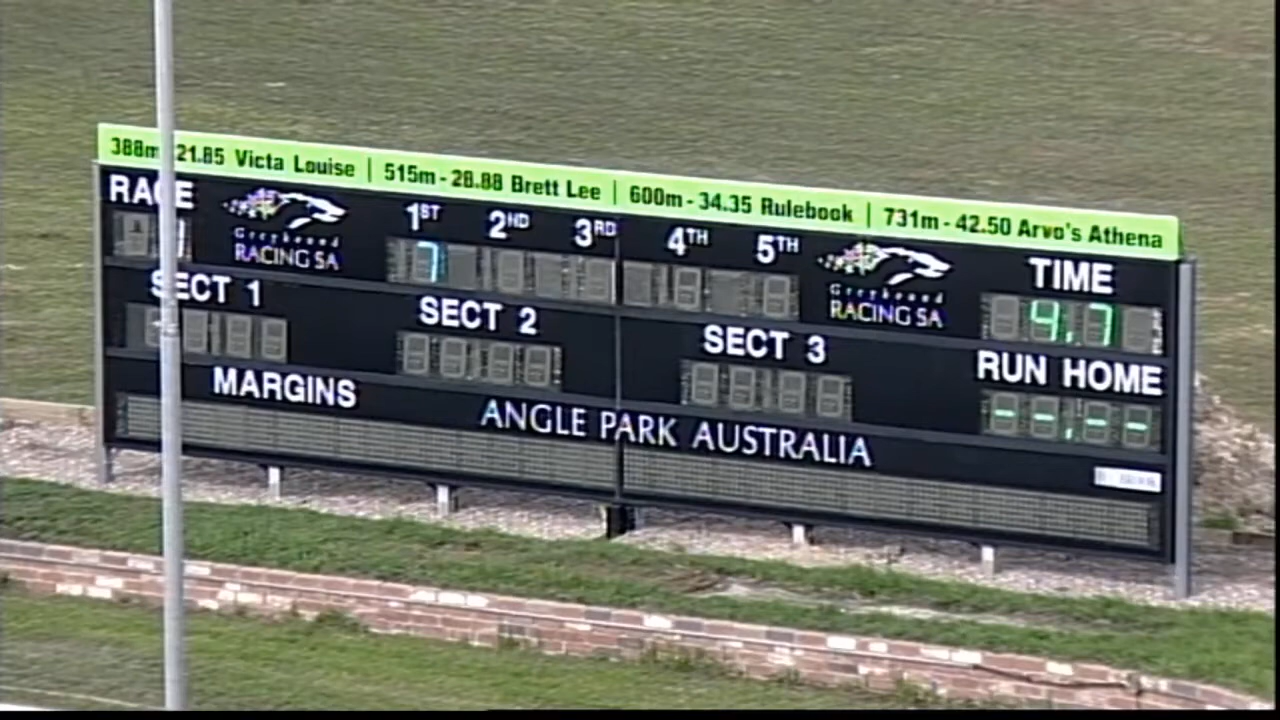 388m 21.85 Victa Louise | 515m - 28.88 Brett Lee | 600m - 34.35 Rulebook | 731m - 42.50 Arvo's Athena
RACE 1ST 2ND 3RD 4TH 5TH TIME
Greyhound
RACING SA
Greyhound
RACING SA
1 7 4.7
SECT 1 SECT 2 SECT 3 RUN HOME
--.--
MARGINS
ANGLE PARK AUSTRALIA